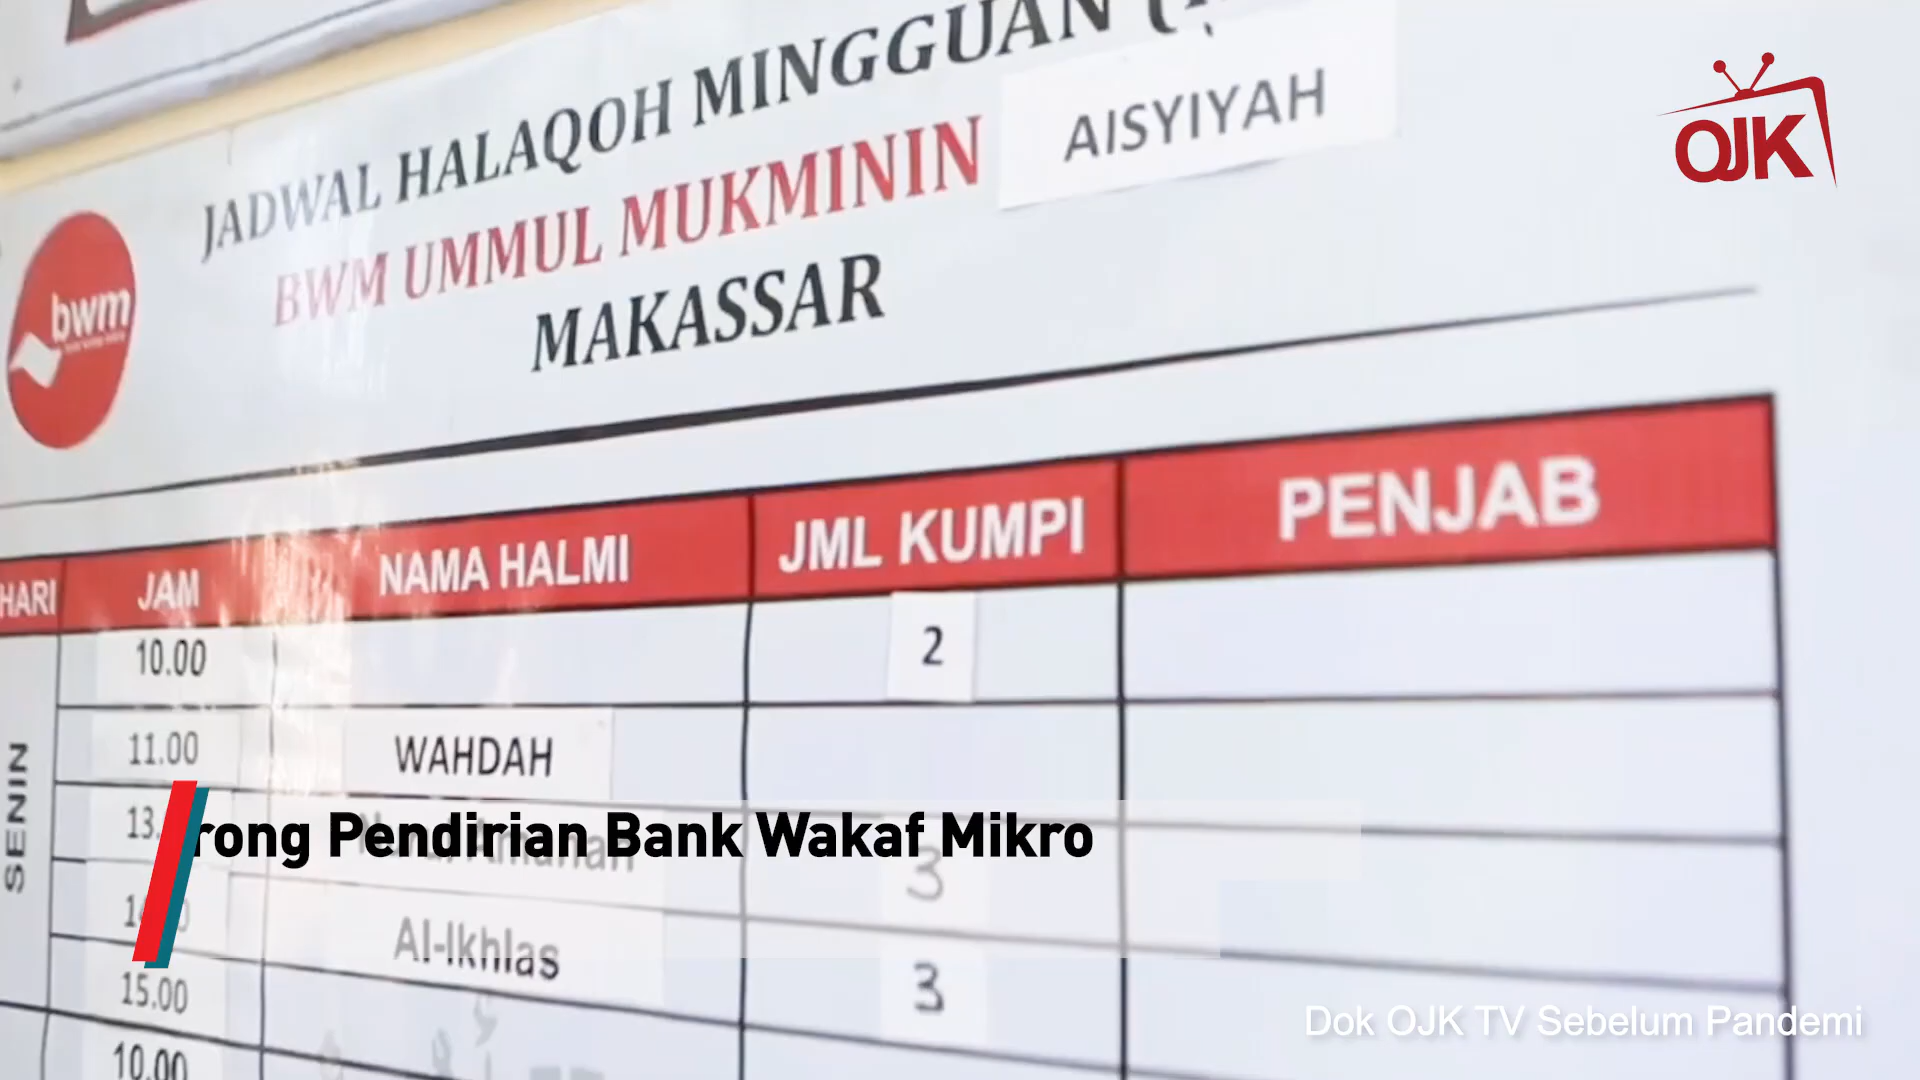 JADWAL HALAQOH MINGGUAN
BWM UMMUL MUKMININ AISYIYAH
MAKASSAR
OJK
bwm
HARI JAM NAMA HALMI JML KUMPI PENJAB
SENIN
10.00 2
11.00 WAHDAH
13.
3
Al-Ikhlas
15.00 3
10.00
rong Pendirian Bank Wakaf Mikro
Dok OJK TV Sebelum Pandemi